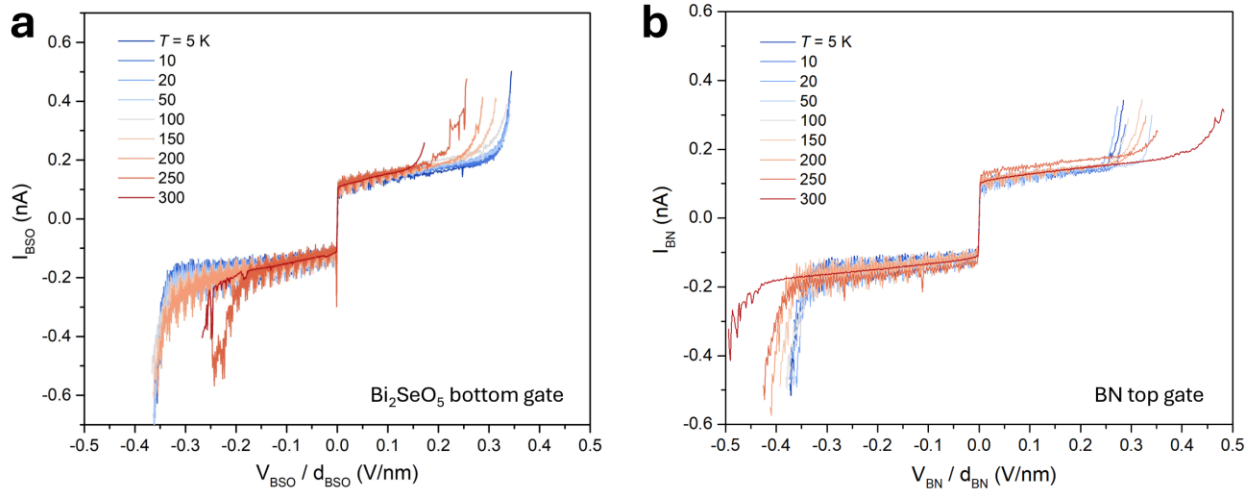 a
0.6
0.4
0.2
0.0
-0.2
-0.4
-0.6
I_BSO (nA)
T = 5 K
10
20
50
100
150
200
250
300
Bi₂SeO₅ bottom gate
-0.5 -0.4 -0.3 -0.2 -0.1 0.0 0.1 0.2 0.3 0.4 0.5
V_BSO / d_BSO (V/nm)
b
0.6
0.4
0.2
0.0
-0.2
-0.4
-0.6
I_BN (nA)
T = 5 K
10
20
50
100
150
200
250
300
BN top gate
-0.5 -0.4 -0.3 -0.2 -0.1 0.0 0.1 0.2 0.3 0.4 0.5
V_BN / d_BN (V/nm)